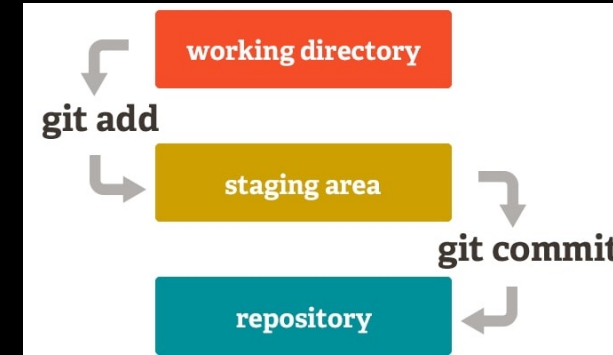 working directory
git add
staging area
git commit
repository